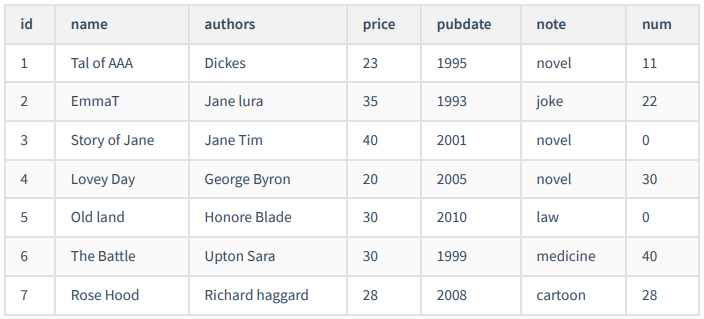 id name authors price pubdate note num
1 Tal of AAA Dickes 23 1995 novel 11
2 EmmaT Jane lura 35 1993 joke 22
3 Story of Jane Jane Tim 40 2001 novel 0
4 Lovey Day George Byron 20 2005 novel 30
5 Old land Honore Blade 30 2010 law 0
6 The Battle Upton Sara 30 1999 medicine 40
7 Rose Hood Richard haggard 28 2008 cartoon 28